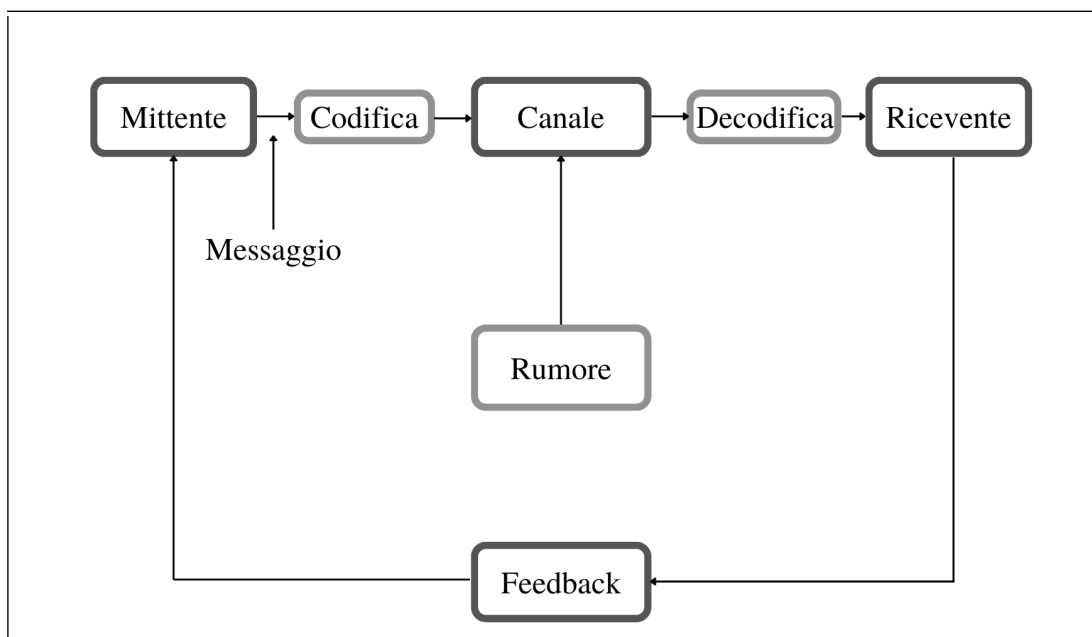 Mittente
Codifica
Canale
Decodifica
Ricevente
Messaggio
Rumore
Feedback